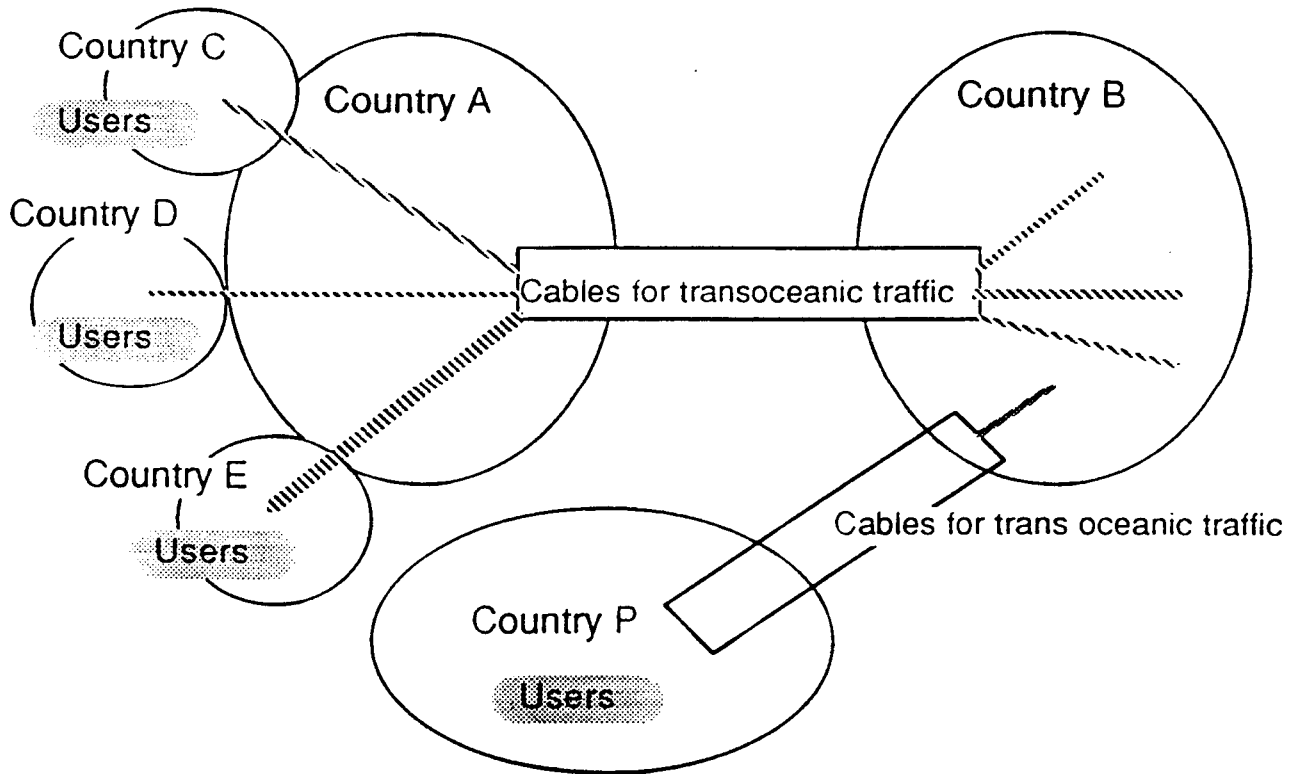 Country C
Users
Country A
Country B
Country D
Users
Cables for transoceanic traffic
Country E
Users
Cables for trans oceanic traffic
Country P
Users